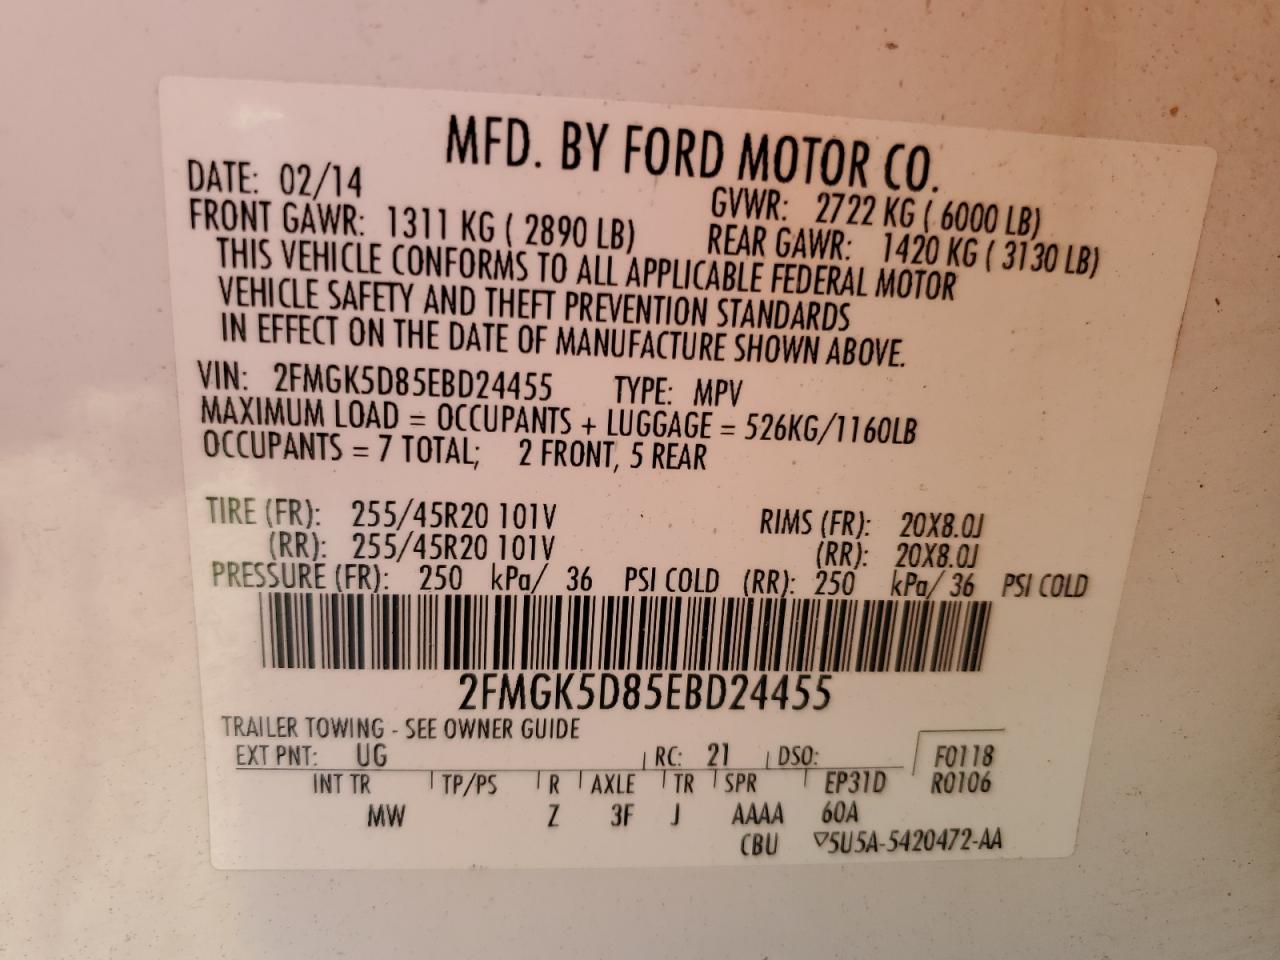 MFD. BY FORD MOTOR CO.
DATE: 02/14 GVWR: 2722 KG ( 6000 LB)
FRONT GAWR: 1311 KG ( 2890 LB) REAR GAWR: 1420 KG ( 3130 LB)
THIS VEHICLE CONFORMS TO ALL APPLICABLE FEDERAL MOTOR
VEHICLE SAFETY AND THEFT PREVENTION STANDARDS
IN EFFECT ON THE DATE OF MANUFACTURE SHOWN ABOVE.
VIN: 2FMGK5D85EBD24455 TYPE: MPV
MAXIMUM LOAD = OCCUPANTS + LUGGAGE = 526KG/1160LB
OCCUPANTS = 7 TOTAL; 2 FRONT, 5 REAR
TIRE (FR): 255/45R20 101V RIMS (FR): 20X8.0J
(RR): 255/45R20 101V (RR): 20X8.0J
PRESSURE (FR): 250 kPa/ 36 PSI COLD (RR): 250 kPa/ 36 PSI COLD
2FMGK5D85EBD24455
TRAILER TOWING - SEE OWNER GUIDE
EXT PNT: UG RC: 21 DSO: F0118
INT TR TP/PS R AXLE TR SPR EP31D R0106
MW Z 3F J AAAA 60A
CBU ▽5U5A-5420472-AA